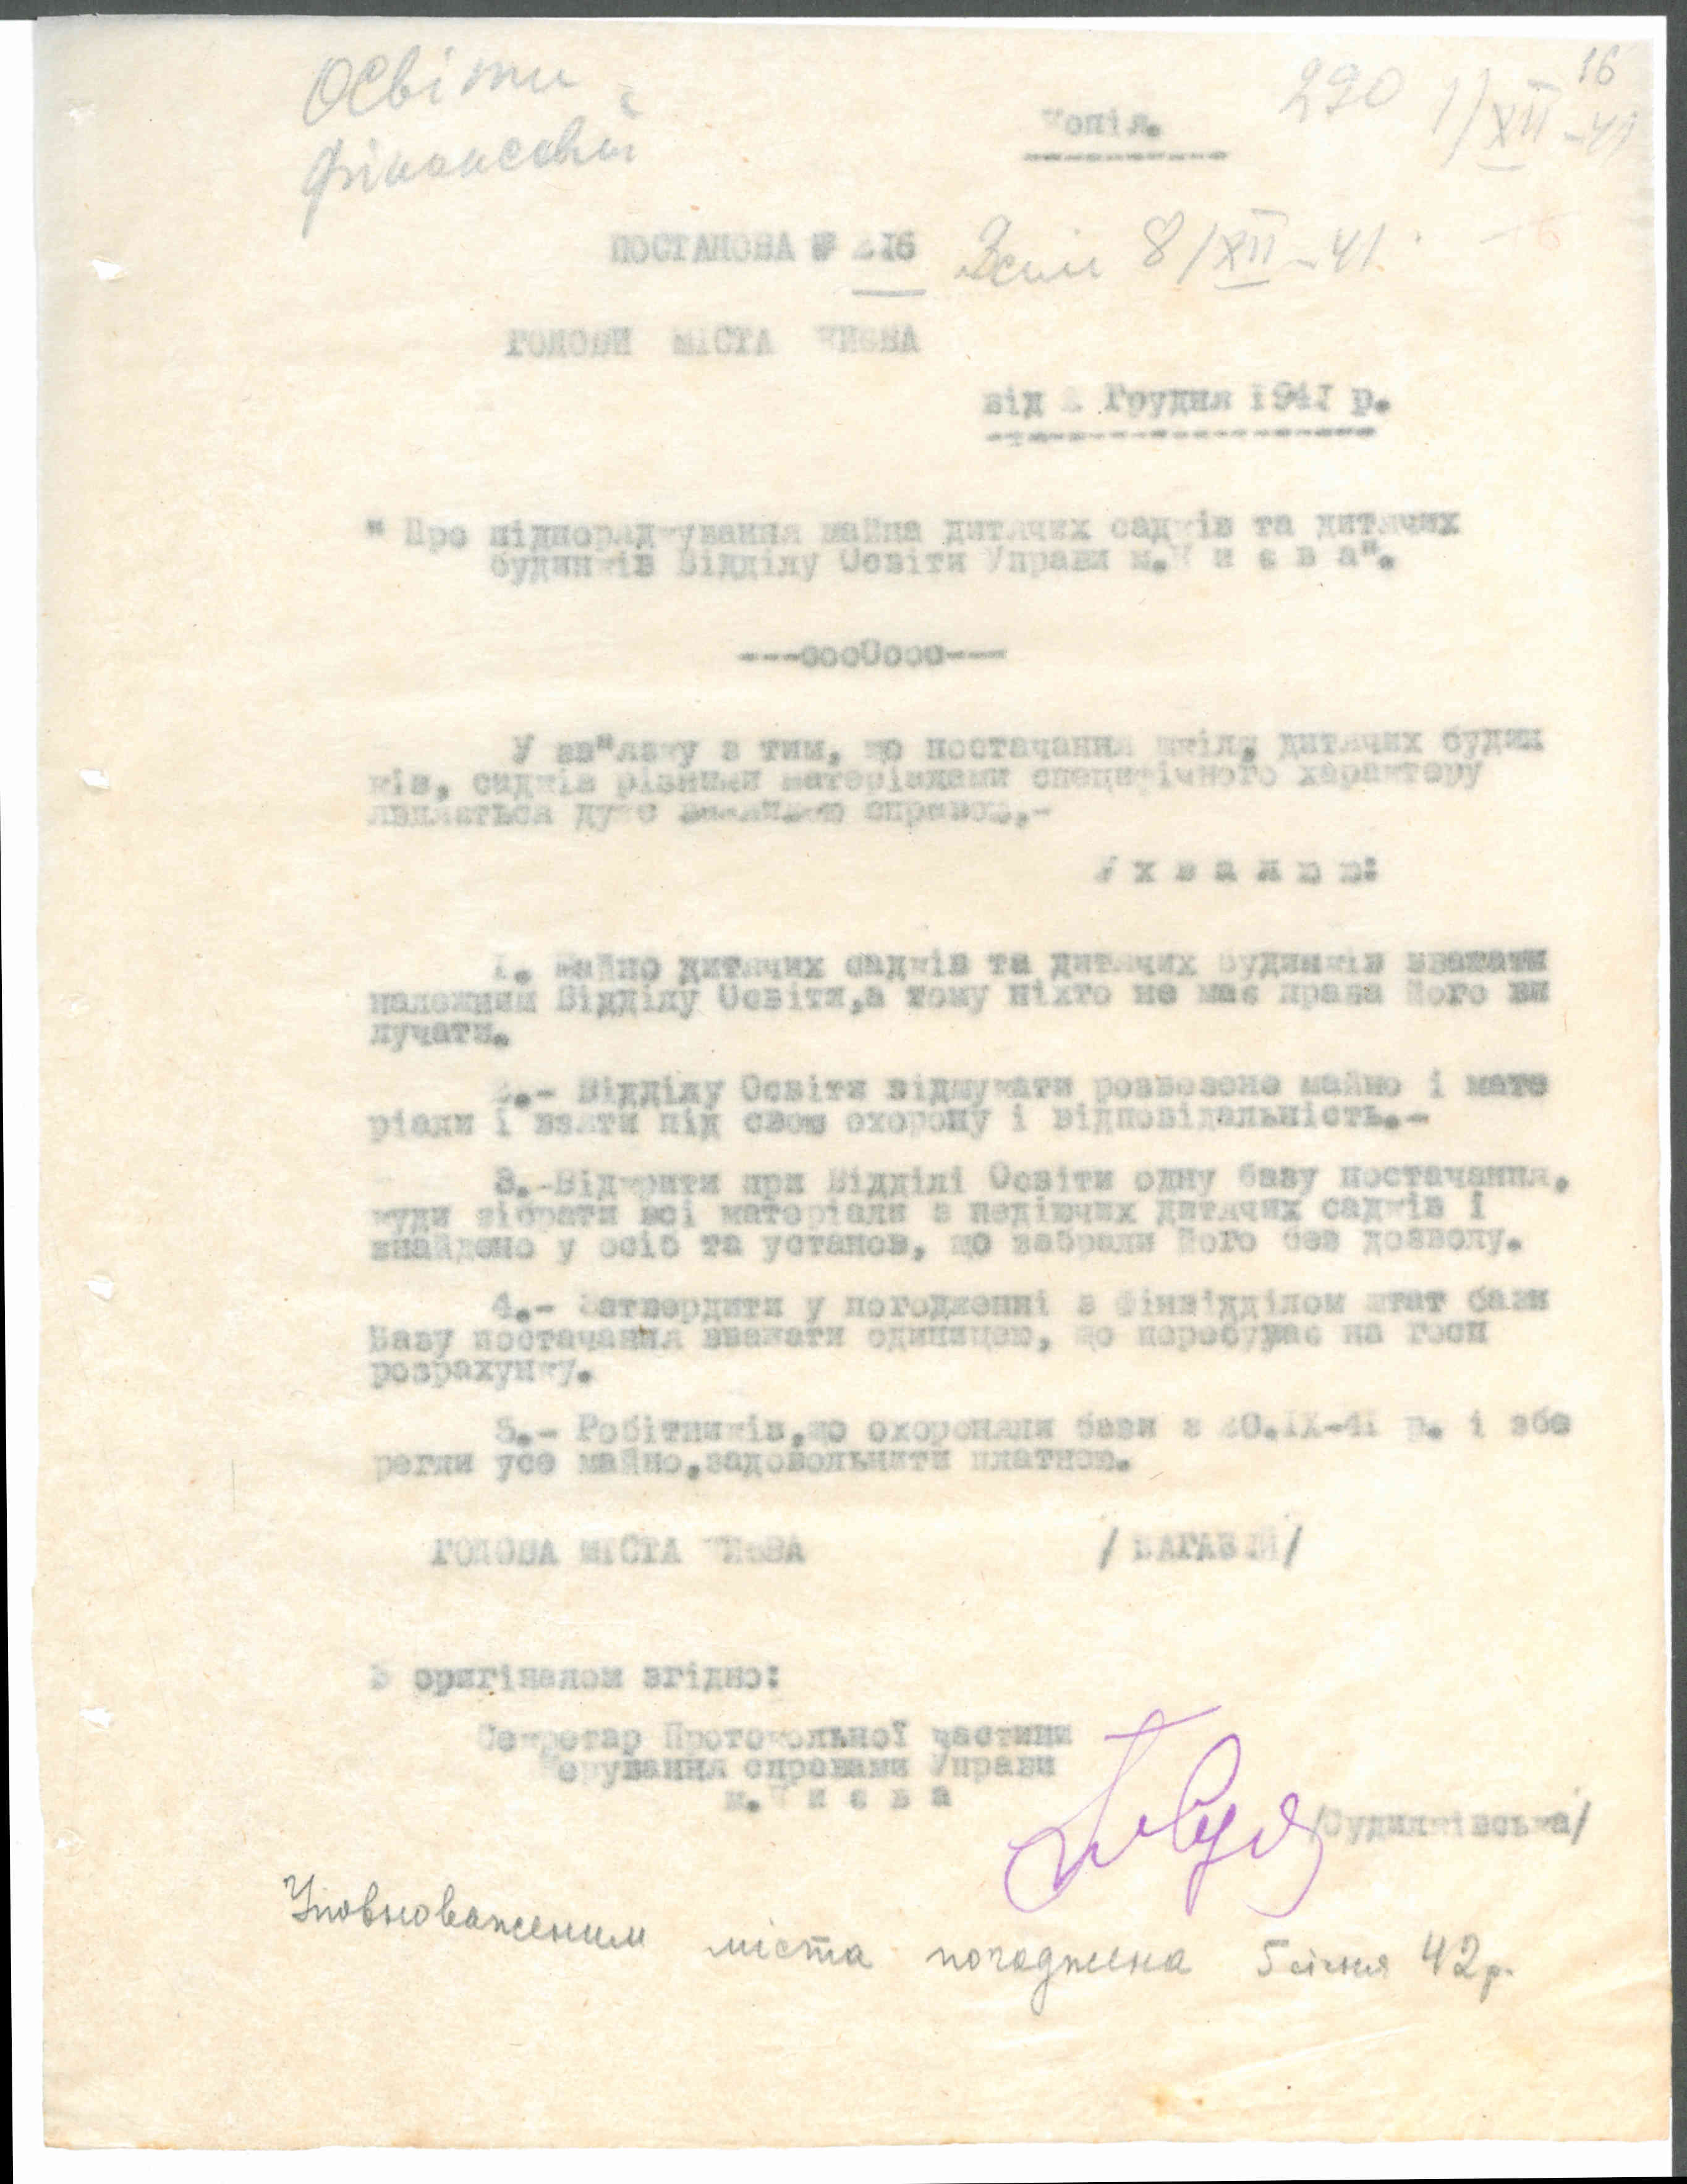 Освіти
фінансовий
Копія.
290 1/XII-41
16
ПОСТАНОВА № 216
8/XII-41.
ГОЛОВИ МІСТА КИЄВА
від Грудня 1941 р.
" Про підпорядкування майна дитячих садків та дитячих
будинків Відділу Освіти Управи м.К и є в а".
---оооОооо---
У зв"язку з тим, що постачання шкіл, дитячих будин
ків, садків різними матеріялами специфічного характеру
являється дуже справою,-
У х в а л ю ю:
1. Майно дитячих садків та дитячих будинків вважати
належним Відділу Освіти,а тому ніхто не має права його ви
лучати.
2.- Відділу Освіти відшукати розвезене майно і мате
ріали і взяти під свою охорону і відповідальність.-
3.-Відкрити при Відділі Освіти одну базу постачання,
куди зібрати всі матеріали з недіючих дитячих садків і
знайдено у осіб та установ, що забрали його без дозволу.
4.- Затвердити у погодженні з Фінвідділом штат бази
Базу постачання вважати одиницею, що перебуває на госп
розрахунку.
5.- Робітників,що охороняли бази з 20.ІХ-41 р. і збе
регли усе майно,задовольнити платнею.
ГОЛОВА МІСТА КИЄВА /БАГАЗІЙ/
З оригіналом згідно:
Секретар Протокольної частини
Керування справами Управи
м.К и є в а
/Судилківська/
Уповноваженим міста погоджена 5 січня 42 р.